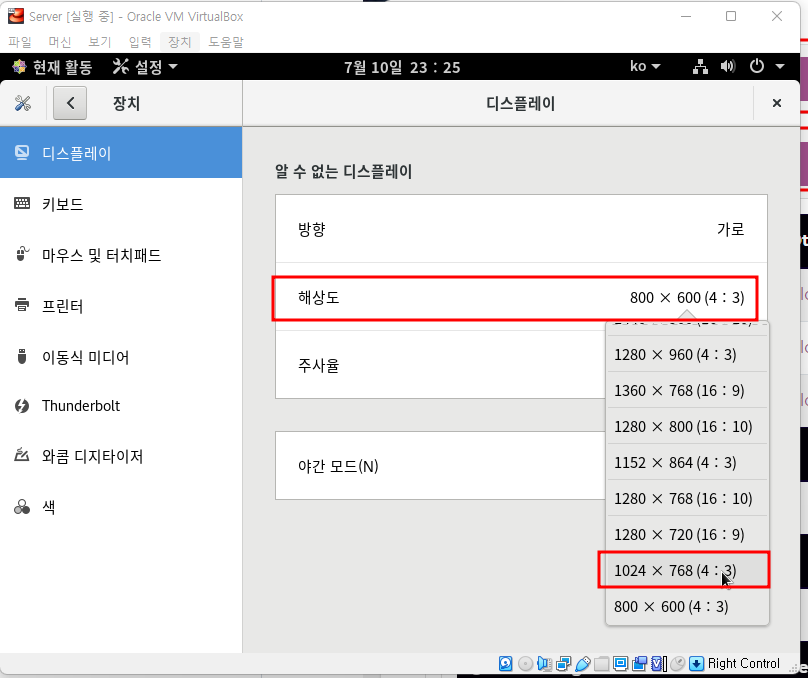 Server [실행 중] - Oracle VM VirtualBox
파일 머신 보기 입력 장치 도움말
현재 활동 설정 7월 10일 23 : 25 ko
장치 디스플레이
디스플레이
키보드
마우스 및 터치패드
프린터
이동식 미디어
Thunderbolt
와콤 디지타이저
색
알 수 없는 디스플레이
방향 가로
해상도 800 × 600 (4 : 3)
주사율
야간 모드(N)
1280 × 960 (4 : 3)
1360 × 768 (16 : 9)
1280 × 800 (16 : 10)
1152 × 864 (4 : 3)
1280 × 768 (16 : 10)
1280 × 720 (16 : 9)
1024 × 768 (4 : 3)
800 × 600 (4 : 3)
Right Control